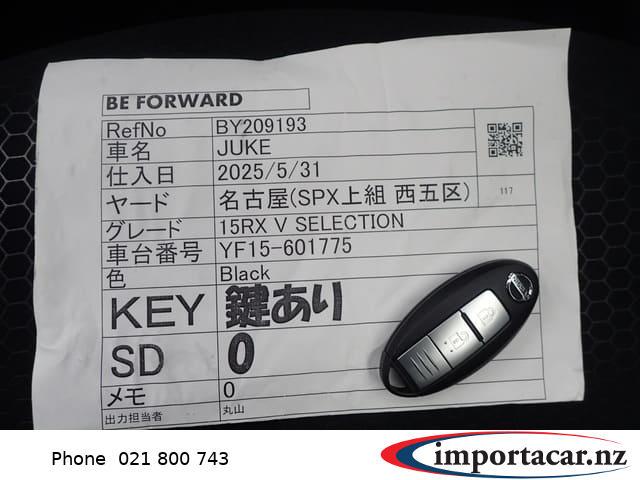 BE FORWARD
RefNo BY209193
車名 JUKE
仕入日 2025/5/31
ヤード 名古屋(SPX上組 西五区) 117
グレード 15RX V SELECTION
車台番号 YF15-601775
色 Black
KEY 鍵あり
SD 0
メモ 0
出力担当者 丸山
Phone 021 800 743
importacar.nz